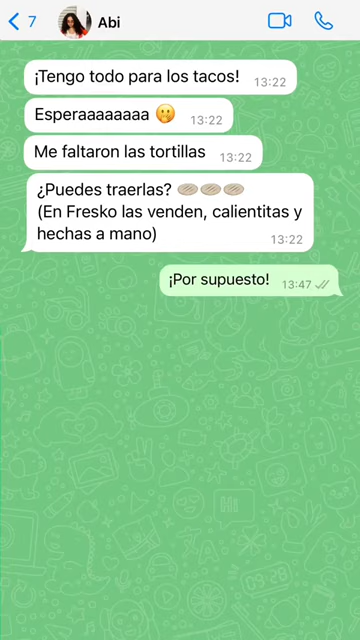 7 Abi
¡Tengo todo para los tacos! 13:22
Esperaaaaaaaa 🤭 13:22
Me faltaron las tortillas 13:22
¿Puedes traerlas? 🫓🫓🫓
(En Fresko las venden, calientitas y
hechas a mano) 13:22
¡Por supuesto! 13:47
Hi